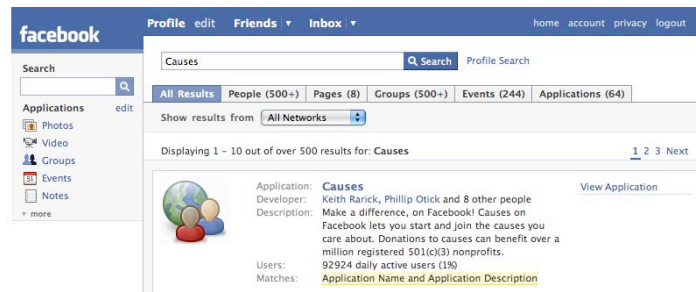 facebook
Profile edit Friends Inbox home account privacy logout
Search
Applications edit
Photos
Video
Groups
31 Events
Notes
more
Causes Search Profile Search
All Results People (500+) Pages (8) Groups (500+) Events (244) Applications (64)
Show results from All Networks
Displaying 1 – 10 out of over 500 results for: Causes 1 2 3 Next
Application: Causes View Application
Developer: Keith Rarick, Phillip Otick and 8 other people
Description: Make a difference, on Facebook! Causes on
Facebook lets you start and join the causes you
care about. Donations to causes can benefit over a
million registered 501(c)(3) nonprofits.
Users: 92924 daily active users (1%)
Matches: Application Name and Application Description